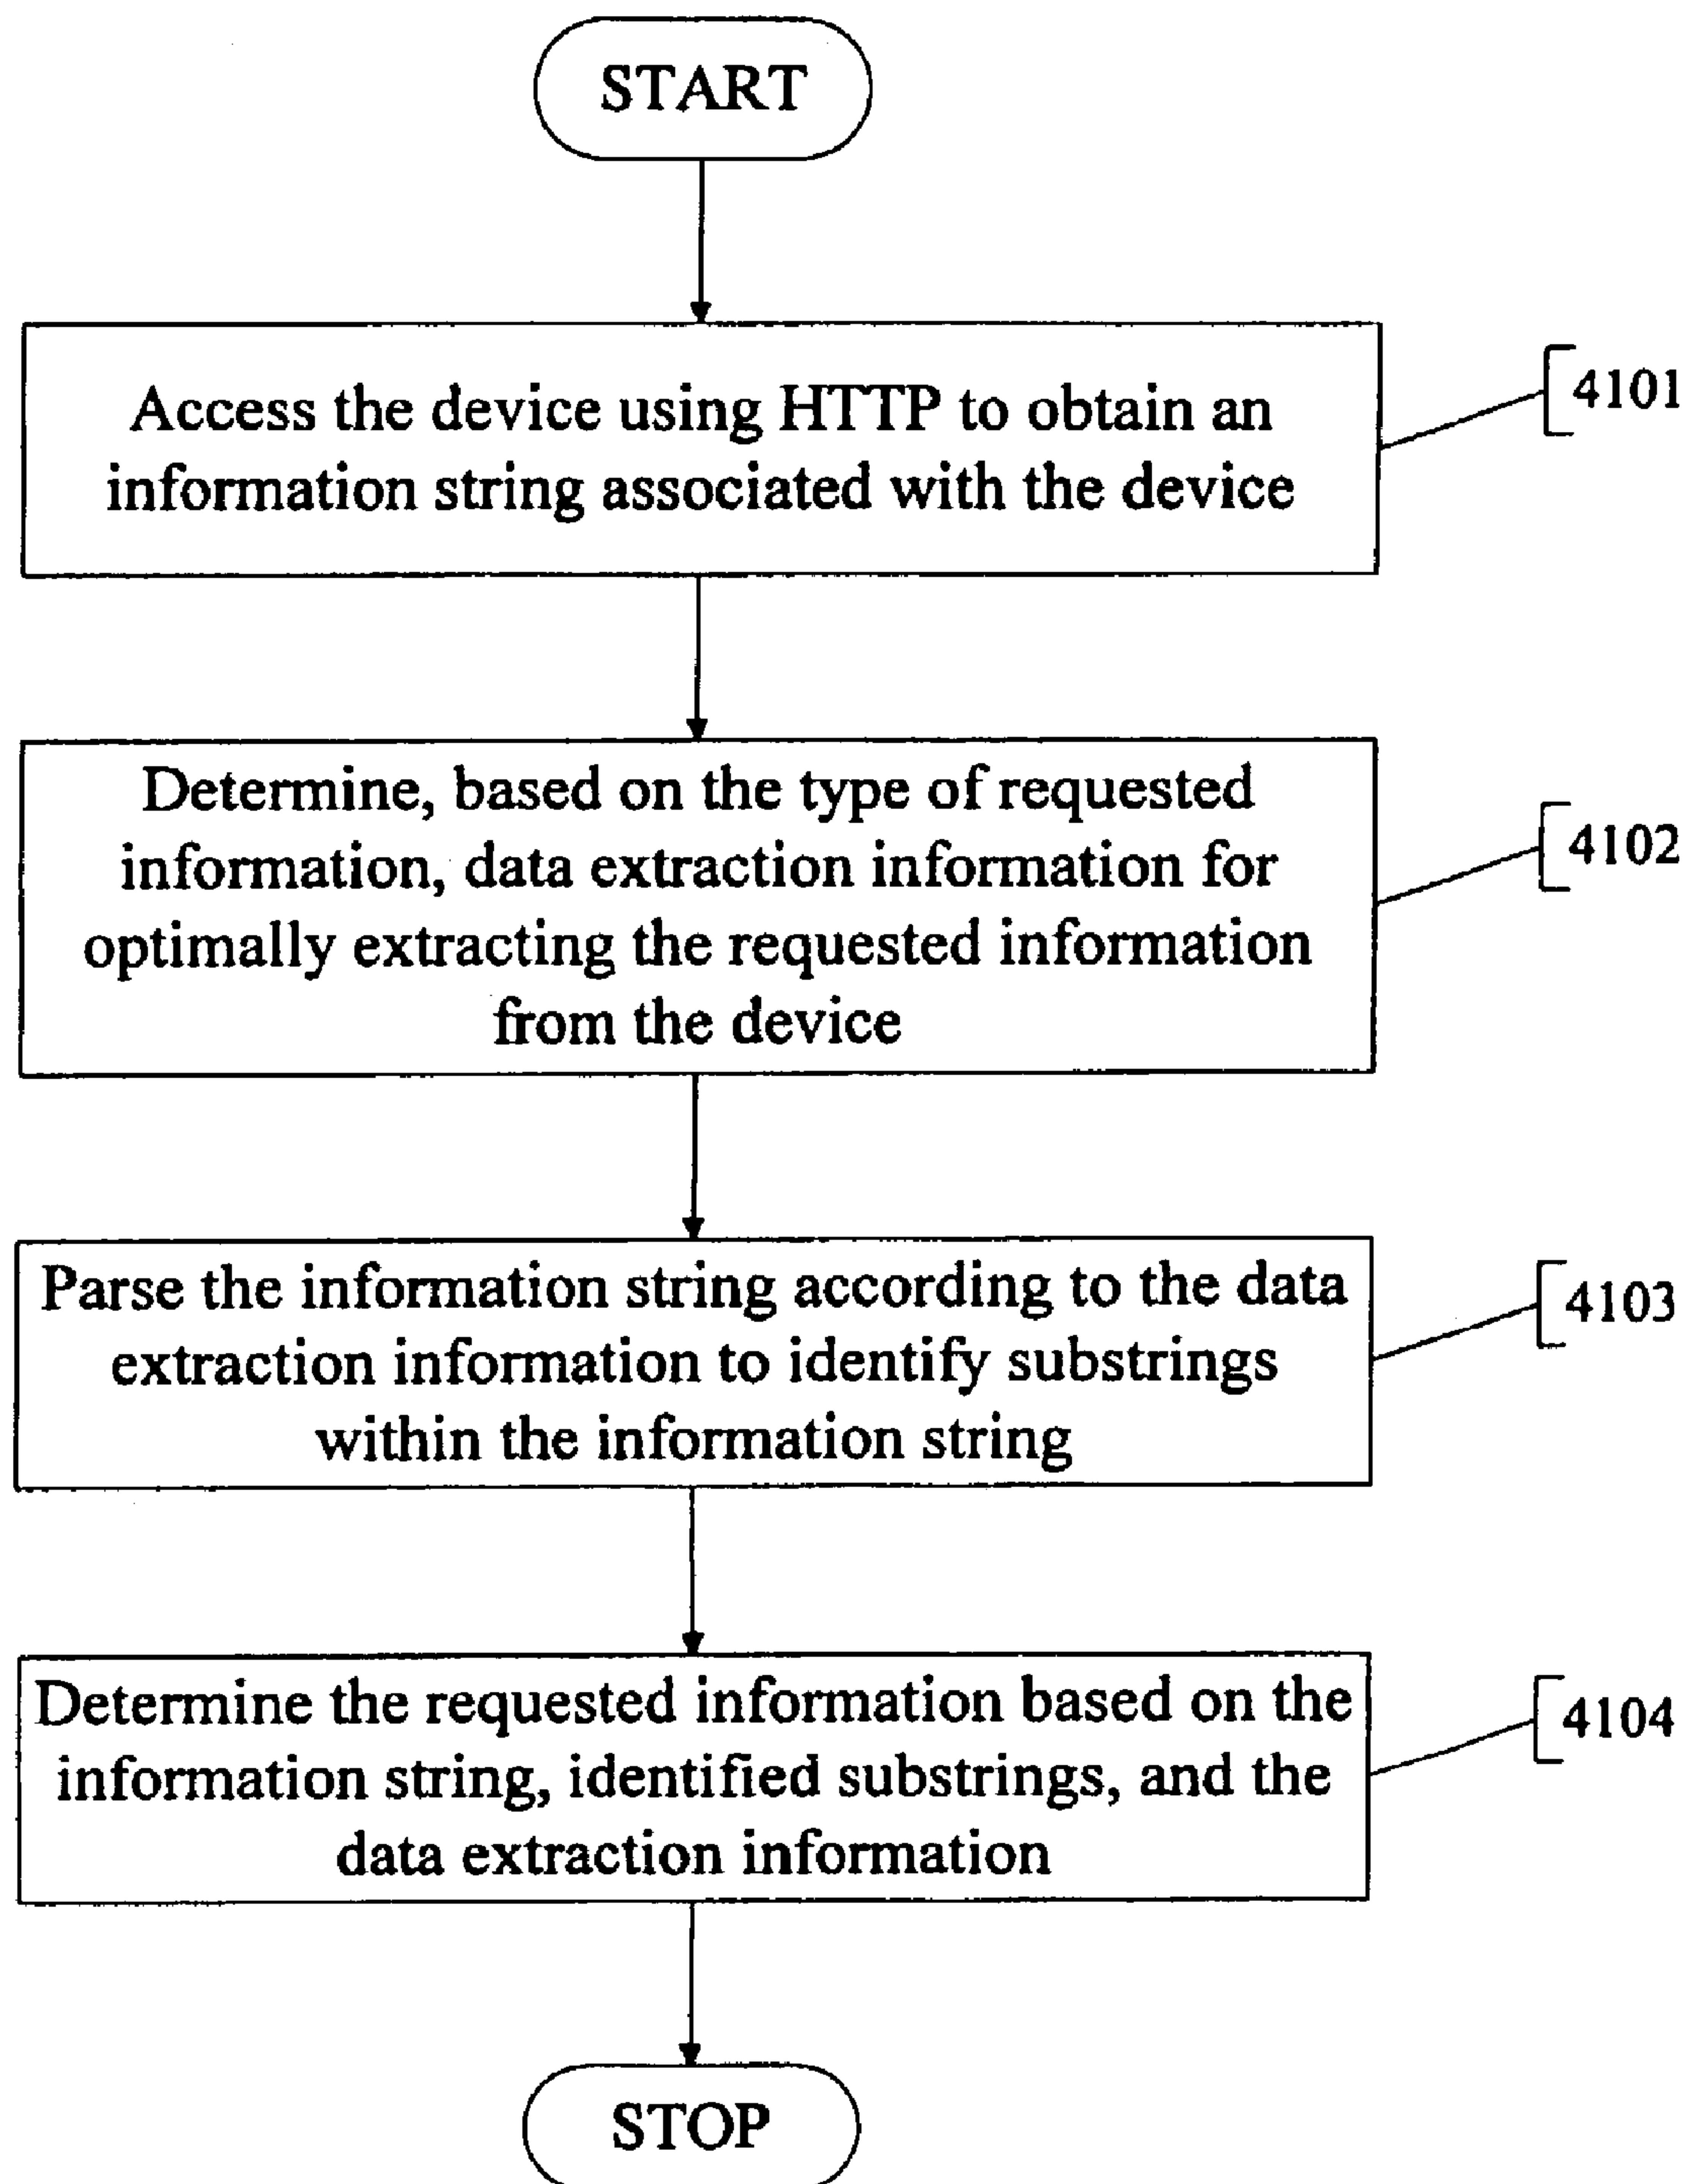 START
Access the device using HTTP to obtain an
information string associated with the device
4101
Determine, based on the type of requested
information, data extraction information for
optimally extracting the requested information
from the device
4102
Parse the information string according to the data
extraction information to identify substrings
within the information string
4103
Determine the requested information based on the
information string, identified substrings, and the
data extraction information
4104
STOP